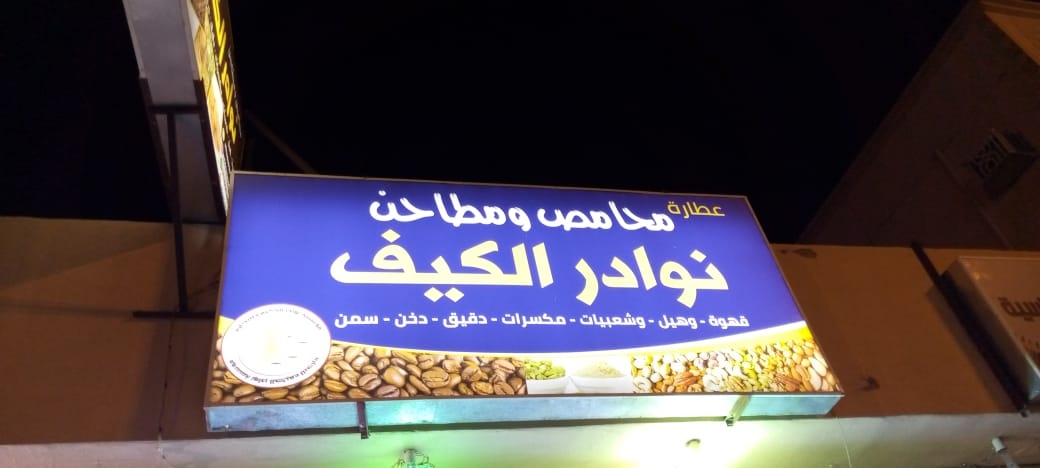 عطارة
محامص ومطاحن
نوادر الكيف
قهوة - وهيل - وشعبيات - مكسرات - دقيق - دخن - سمن